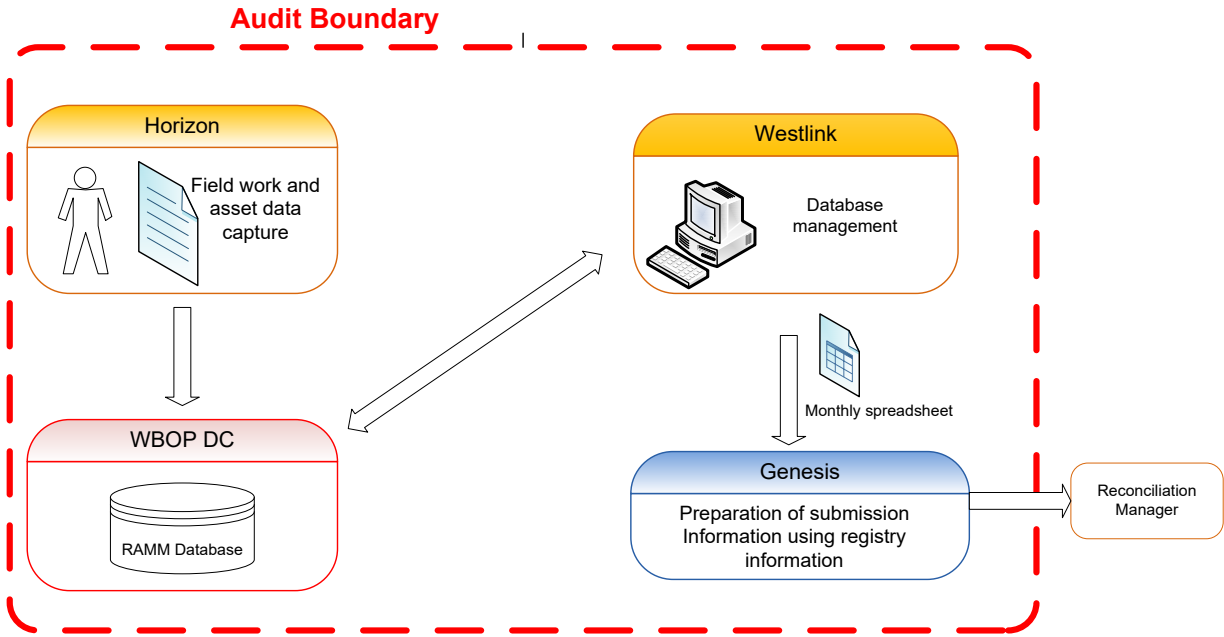 Audit Boundary
Horizon
Field work and
asset data
capture
Westlink
Database
management
Monthly spreadsheet
WBOP DC
RAMM Database
Genesis
Preparation of submission
Information using registry
information
Reconciliation
Manager